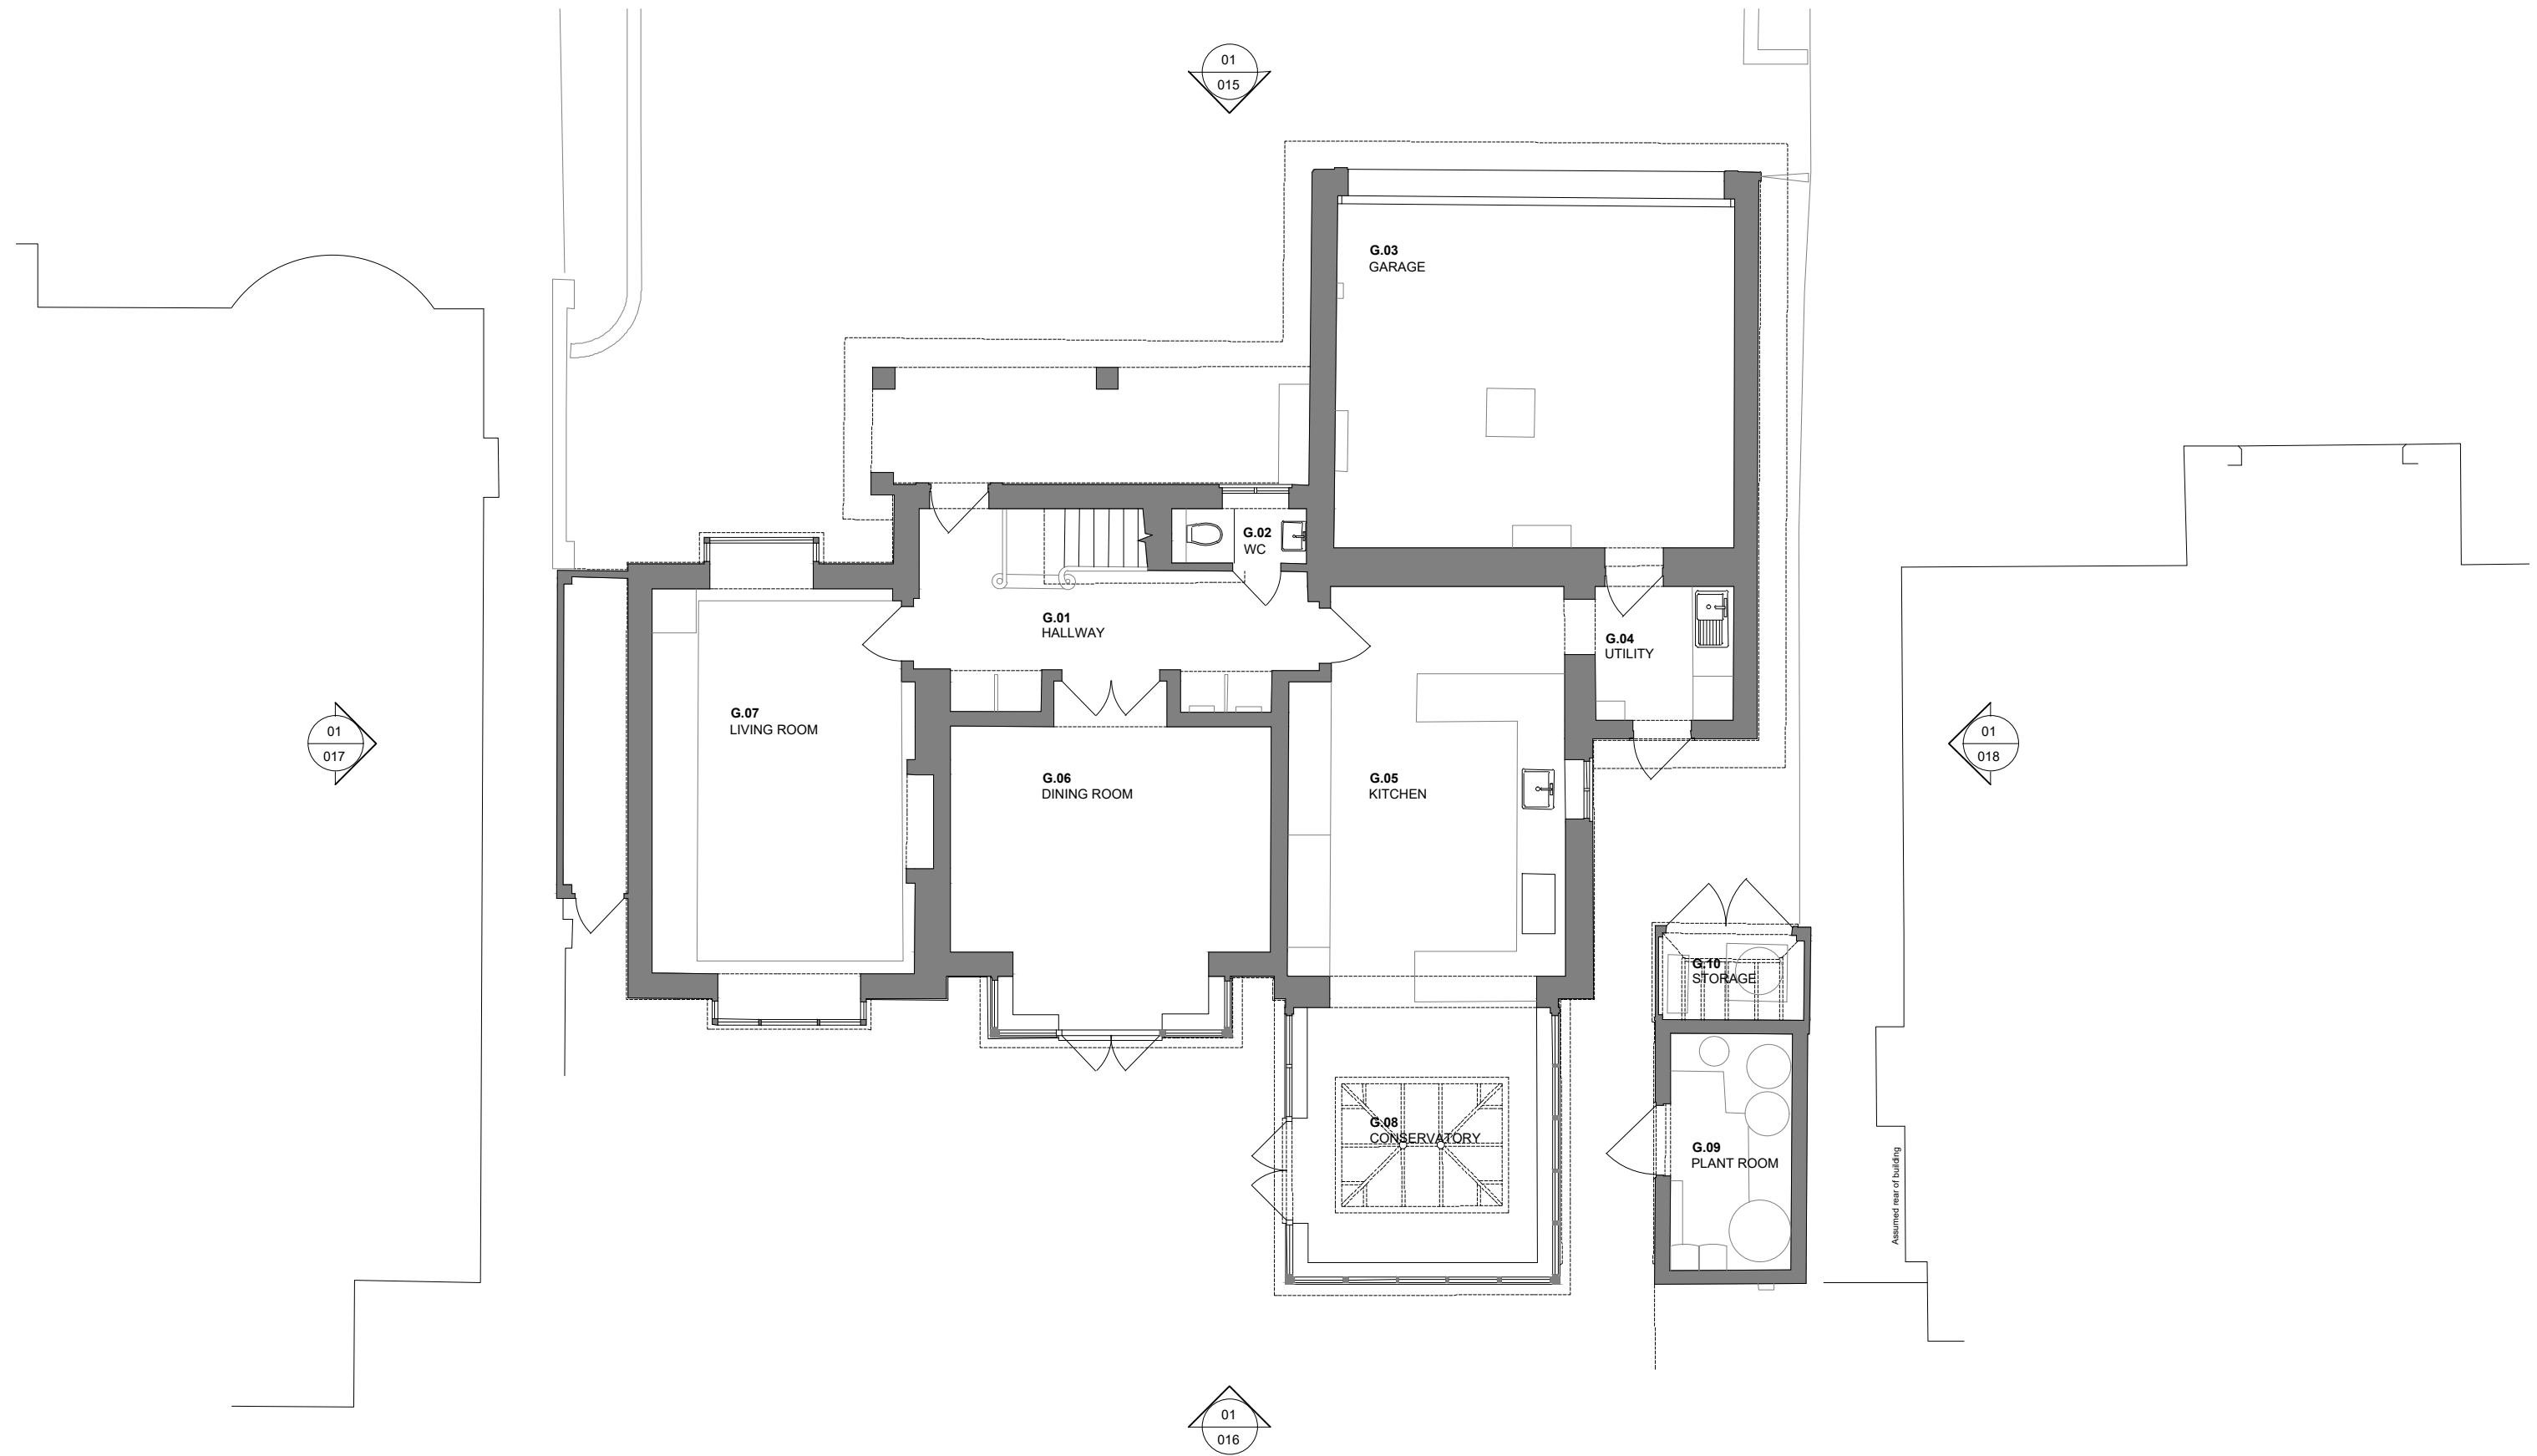 01
015
G.03
GARAGE
G.02
WC
G.01
HALLWAY
G.04
UTILITY
G.07
LIVING ROOM
01
017
01
018
G.06
DINING ROOM
G.05
KITCHEN
G.10
STORAGE
G.08
CONSERVATORY
G.09
PLANT ROOM
Assumed rear of building
01
016